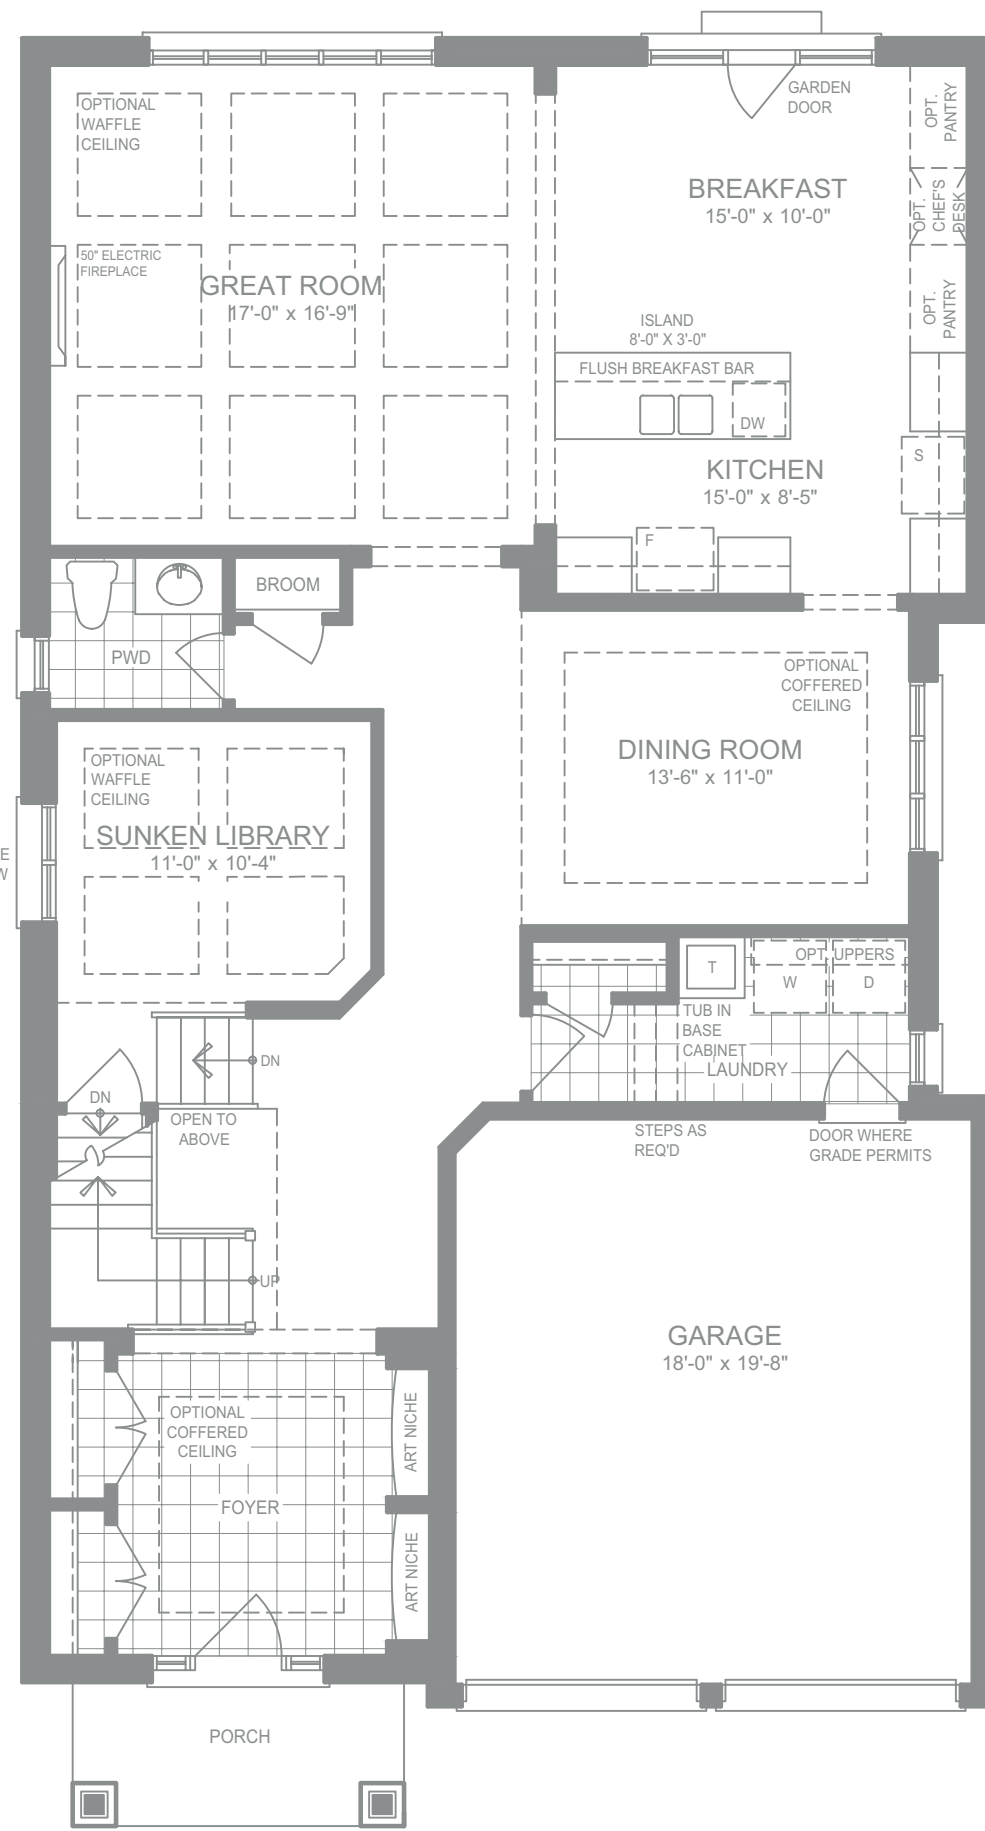 OPTIONAL
WAFFLE
CEILING
GARDEN
DOOR
OPT.
PANTRY
BREAKFAST
15'-0" x 10'-0"
OPT.
CHEF'S
DESK
50" ELECTRIC
FIREPLACE
GREAT ROOM
17'-0" x 16'-9"
OPT.
PANTRY
ISLAND
8'-0" X 3'-0"
FLUSH BREAKFAST BAR
DW
KITCHEN
15'-0" x 8'-5"
S
F
BROOM
PWD
OPTIONAL
COFFERED
CEILING
DINING ROOM
13'-6" x 11'-0"
OPTIONAL
WAFFLE
CEILING
SUNKEN LIBRARY
11'-0" x 10'-4"
E
W
OPT. UPPERS
T
W
D
TUB IN
BASE
CABINET
LAUNDRY
DN
DN
OPEN TO
ABOVE
STEPS AS
REQ'D
DOOR WHERE
GRADE PERMITS
UP
GARAGE
18'-0" x 19'-8"
OPTIONAL
COFFERED
CEILING
ART NICHE
FOYER
ART NICHE
PORCH